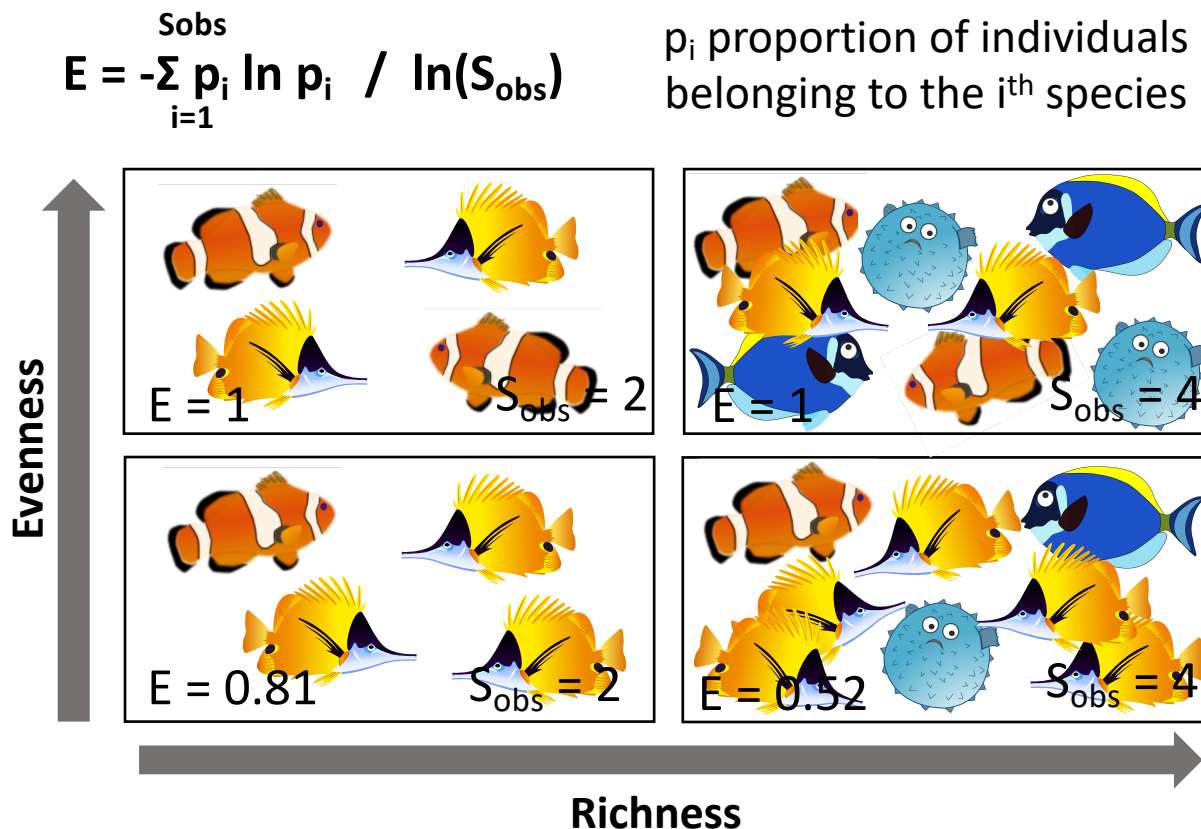 Sobs
E = -Σ pi ln pi / ln(Sobs)
i=1
pi proportion of individuals
belonging to the ith species
Evenness
E = 1
Sobs = 2
E = 1
Sobs = 4
E = 0.81
Sobs = 2
E = 0.52
Sobs = 4
Richness